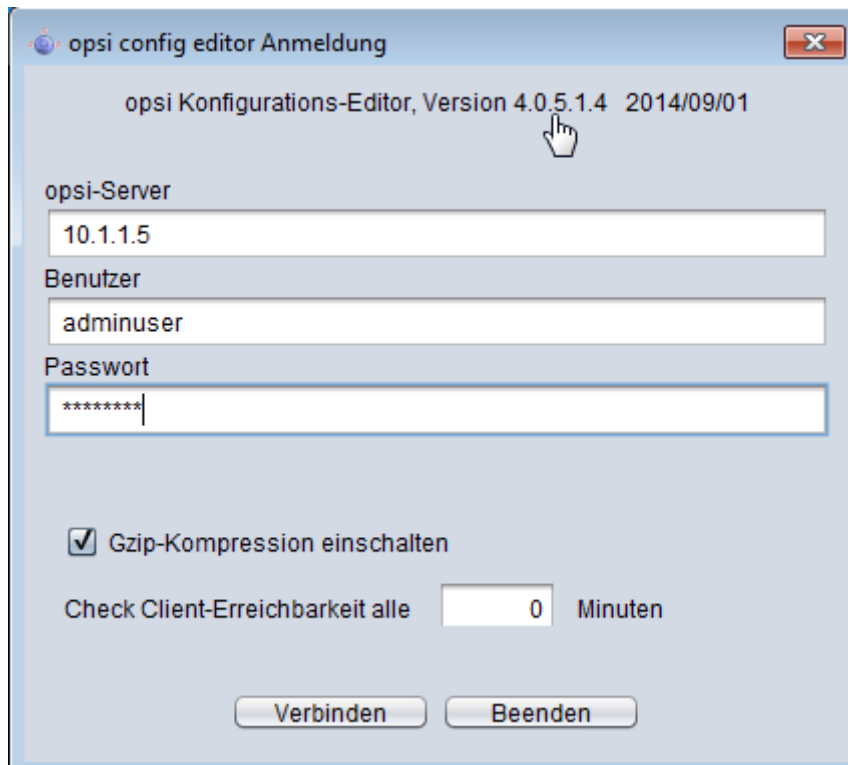 opsi config editor Anmeldung
opsi Konfigurations-Editor, Version 4.0.5.1.4 2014/09/01
opsi-Server
10.1.1.5
Benutzer
adminuser
Passwort
********
Gzip-Kompression einschalten
Check Client-Erreichbarkeit alle 0 Minuten
Verbinden Beenden